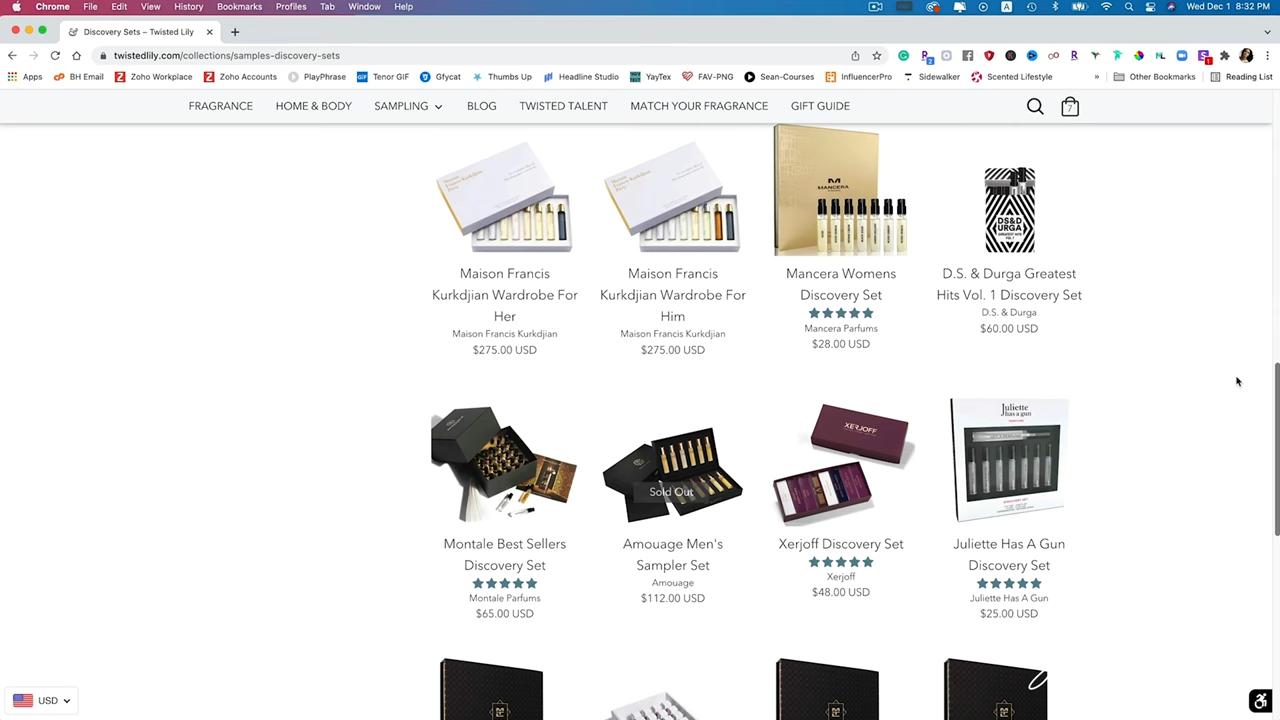 Chrome File Edit View History Bookmarks Profiles Tab Window Help
Wed Dec 1 8:32 PM
Discovery Sets – Twisted Lily
twistedlily.com/collections/samples-discovery-sets
Apps BH Email Zoho Workplace Zoho Accounts PlayPhrase Tenor GIF Gfycat Thumbs Up Headline Studio YayTex FAV-PNG Sean-Courses InfluencerPro Sidewalker Scented Lifestyle » Other Bookmarks Reading List
FRAGRANCE HOME & BODY SAMPLING BLOG TWISTED TALENT MATCH YOUR FRAGRANCE GIFT GUIDE 7
MANCERA
DS&D
URGA
GREATEST
HITS
Maison Francis
Kurkdjian Wardrobe For
Her
Maison Francis Kurkdjian
$275.00 USD
Maison Francis
Kurkdjian Wardrobe For
Him
Maison Francis Kurkdjian
$275.00 USD
Mancera Womens
Discovery Set
Mancera Parfums
$28.00 USD
D.S. & Durga Greatest
Hits Vol. 1 Discovery Set
D.S. & Durga
$60.00 USD
Sold Out
XERJOFF
Juliette
has a gun
Montale Best Sellers
Discovery Set
Montale Parfums
$65.00 USD
Amouage Men's
Sampler Set
Amouage
$112.00 USD
Xerjoff Discovery Set
Xerjoff
$48.00 USD
Juliette Has A Gun
Discovery Set
Juliette Has A Gun
$25.00 USD
USD